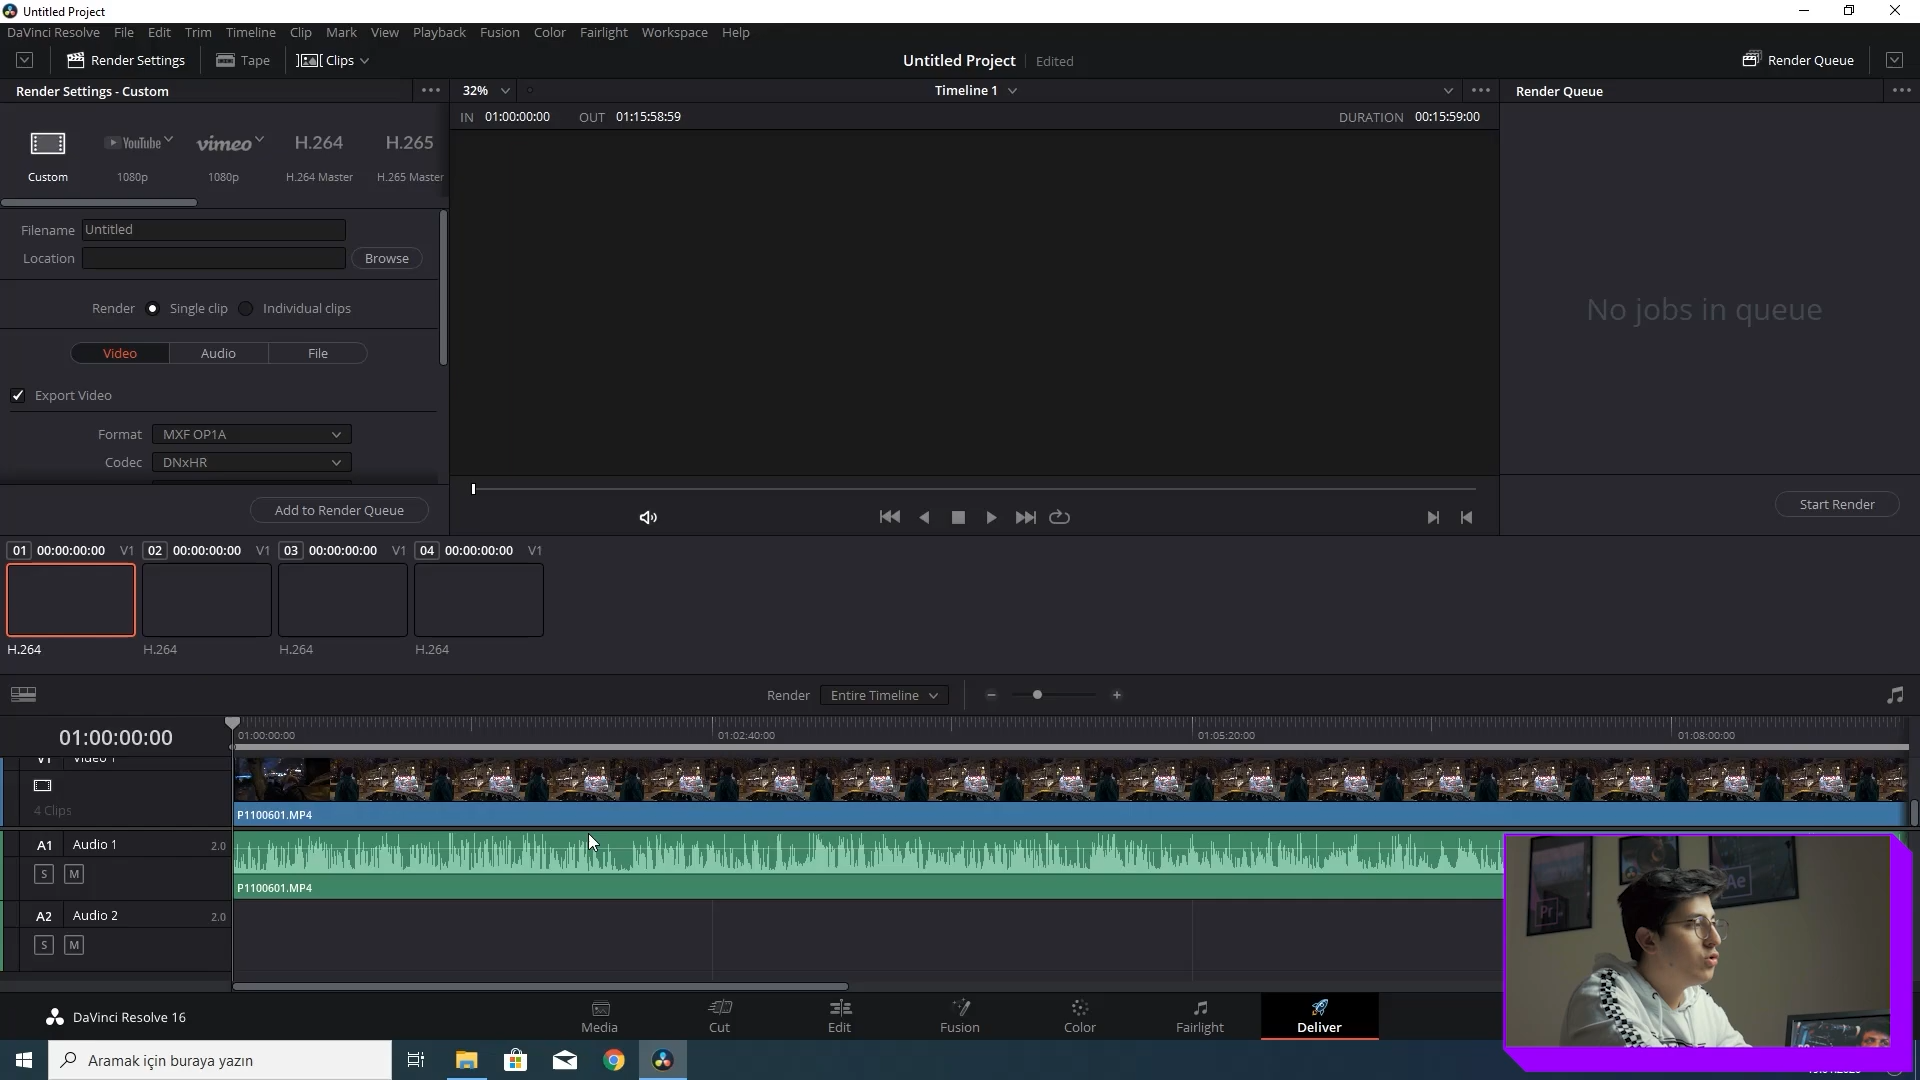 Untitled Project
DaVinci Resolve File Edit Trim Timeline Clip Mark View Playback Fusion Color Fairlight Workspace Help
Render Settings Tape Clips Untitled Project Edited Render Queue
Render Settings - Custom 32% Timeline 1 Render Queue
IN 01:00:00:00 OUT 01:15:58:59 DURATION 00:15:59:00
YouTube vimeo H.264 H.265
Custom 1080p 1080p H.264 Master H.265 Master
Filename Untitled
Location Browse
Render Single clip Individual clips
No jobs in queue
Video Audio File
Export Video
Format MXF OP1A
Codec DNxHR
Add to Render Queue Start Render
01 00:00:00:00 V1 02 00:00:00:00 V1 03 00:00:00:00 V1 04 00:00:00:00 V1
H.264 H.264 H.264 H.264
Render Entire Timeline
01:00:00:00
01:00:00:00 01:02:40:00 01:05:20:00 01:08:00:00
V1 Video 1
4 Clips
P1100601.MP4
A1 Audio 1 2.0
S M
P1100601.MP4
A2 Audio 2 2.0
S M
Pr Ae
DaVinci Resolve 16 Media Cut Edit Fusion Color Fairlight Deliver
Aramak için buraya yazın